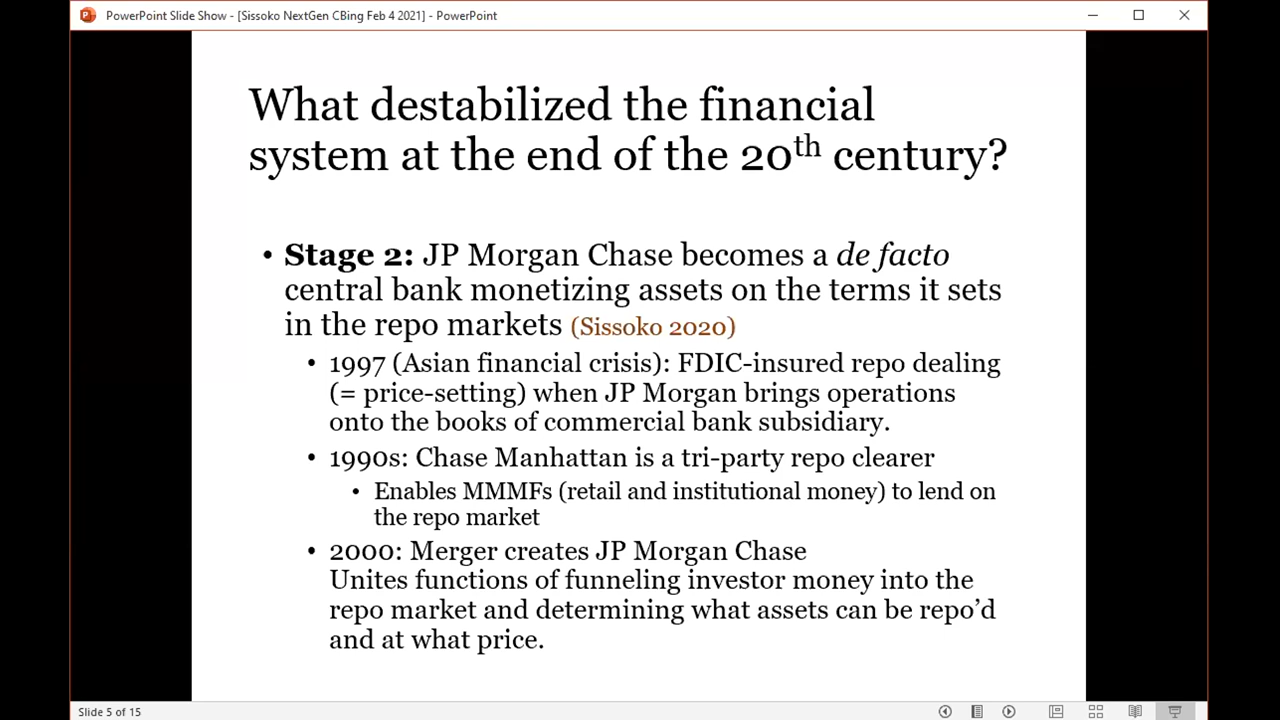 PowerPoint Slide Show - [Sissoko NextGen CBing Feb 4 2021] - PowerPoint
What destabilized the financial
system at the end of the 20th century?
• Stage 2: JP Morgan Chase becomes a de facto
central bank monetizing assets on the terms it sets
in the repo markets (Sissoko 2020)
• 1997 (Asian financial crisis): FDIC-insured repo dealing
(= price-setting) when JP Morgan brings operations
onto the books of commercial bank subsidiary.
• 1990s: Chase Manhattan is a tri-party repo clearer
• Enables MMMFs (retail and institutional money) to lend on
the repo market
• 2000: Merger creates JP Morgan Chase
Unites functions of funneling investor money into the
repo market and determining what assets can be repo’d
and at what price.
Slide 5 of 15